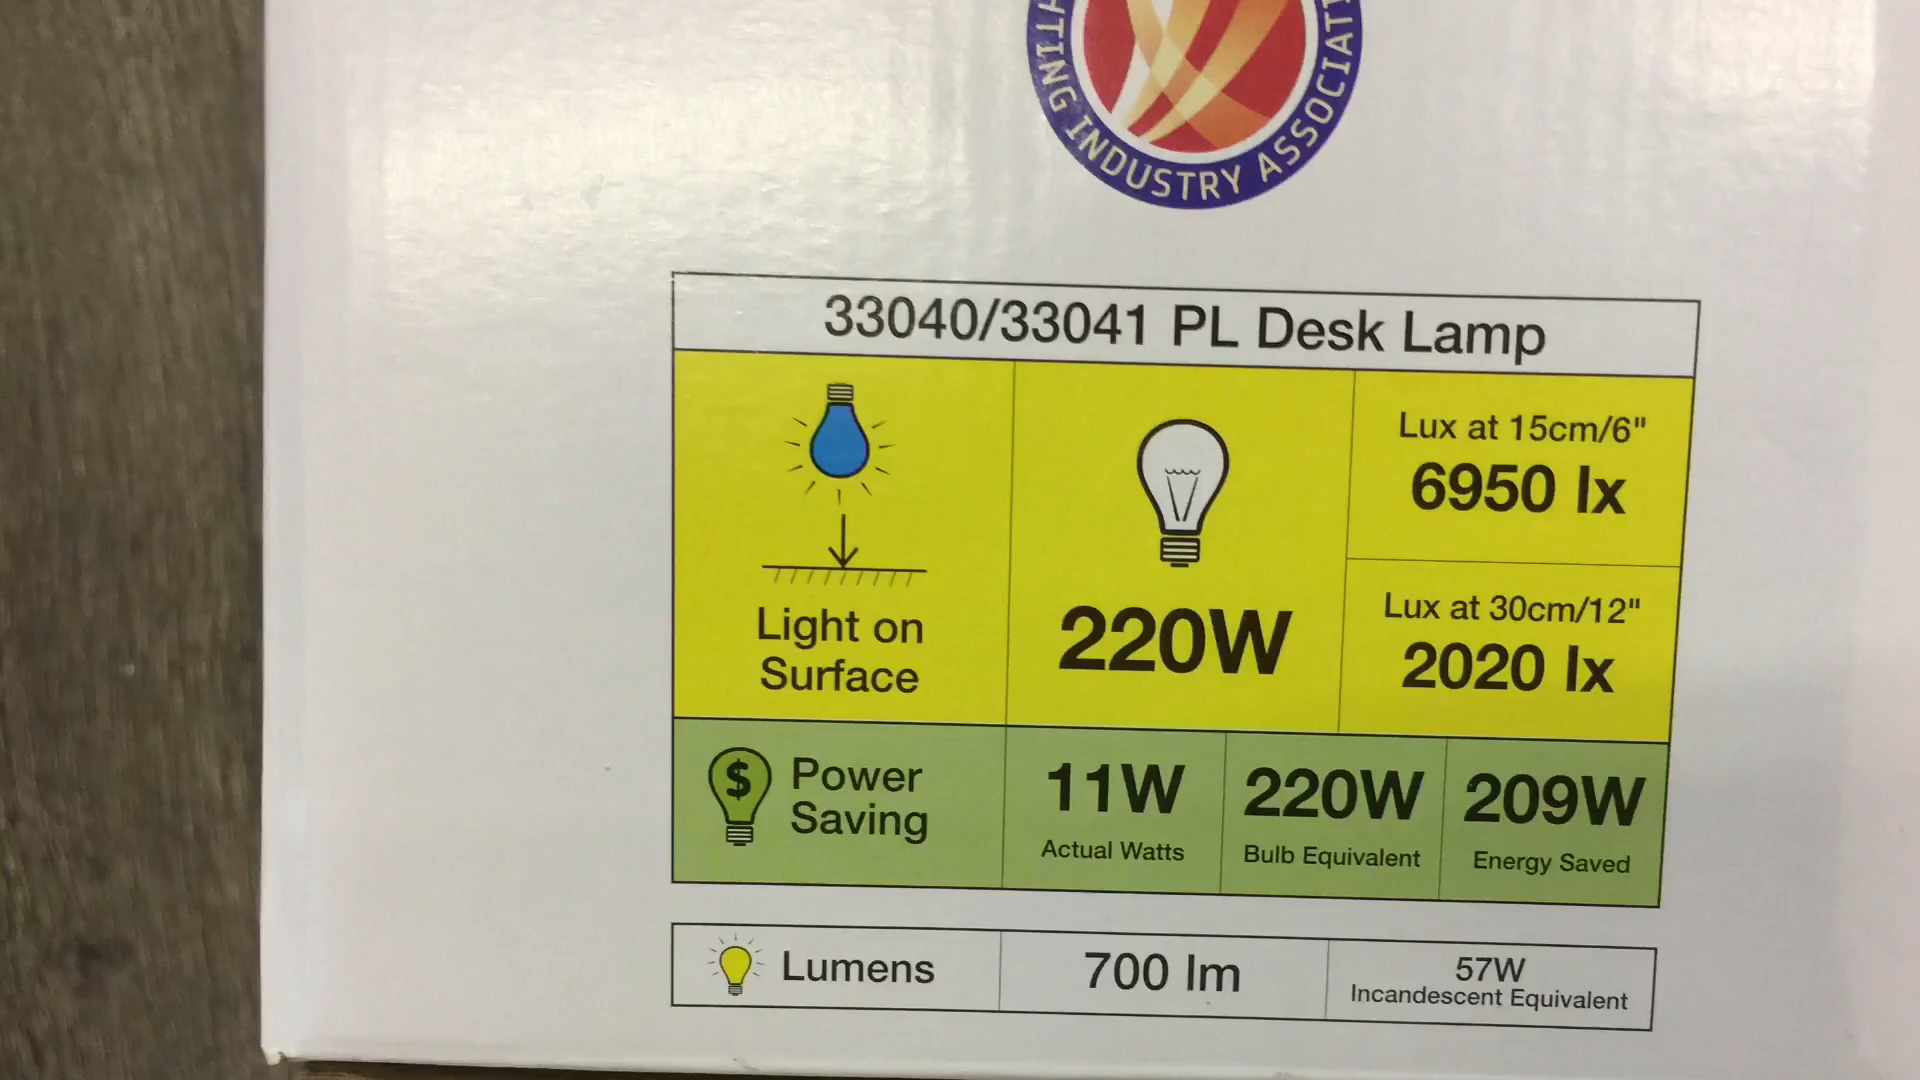 INDUSTRY
33040/33041 PL Desk Lamp
Light on
Surface
220W
Lux at 15cm/6"
6950 lx
Lux at 30cm/12"
2020 lx
$ Power
Saving
11W
Actual Watts
220W
Bulb Equivalent
209W
Energy Saved
Lumens
700 lm
57W
Incandescent Equivalent